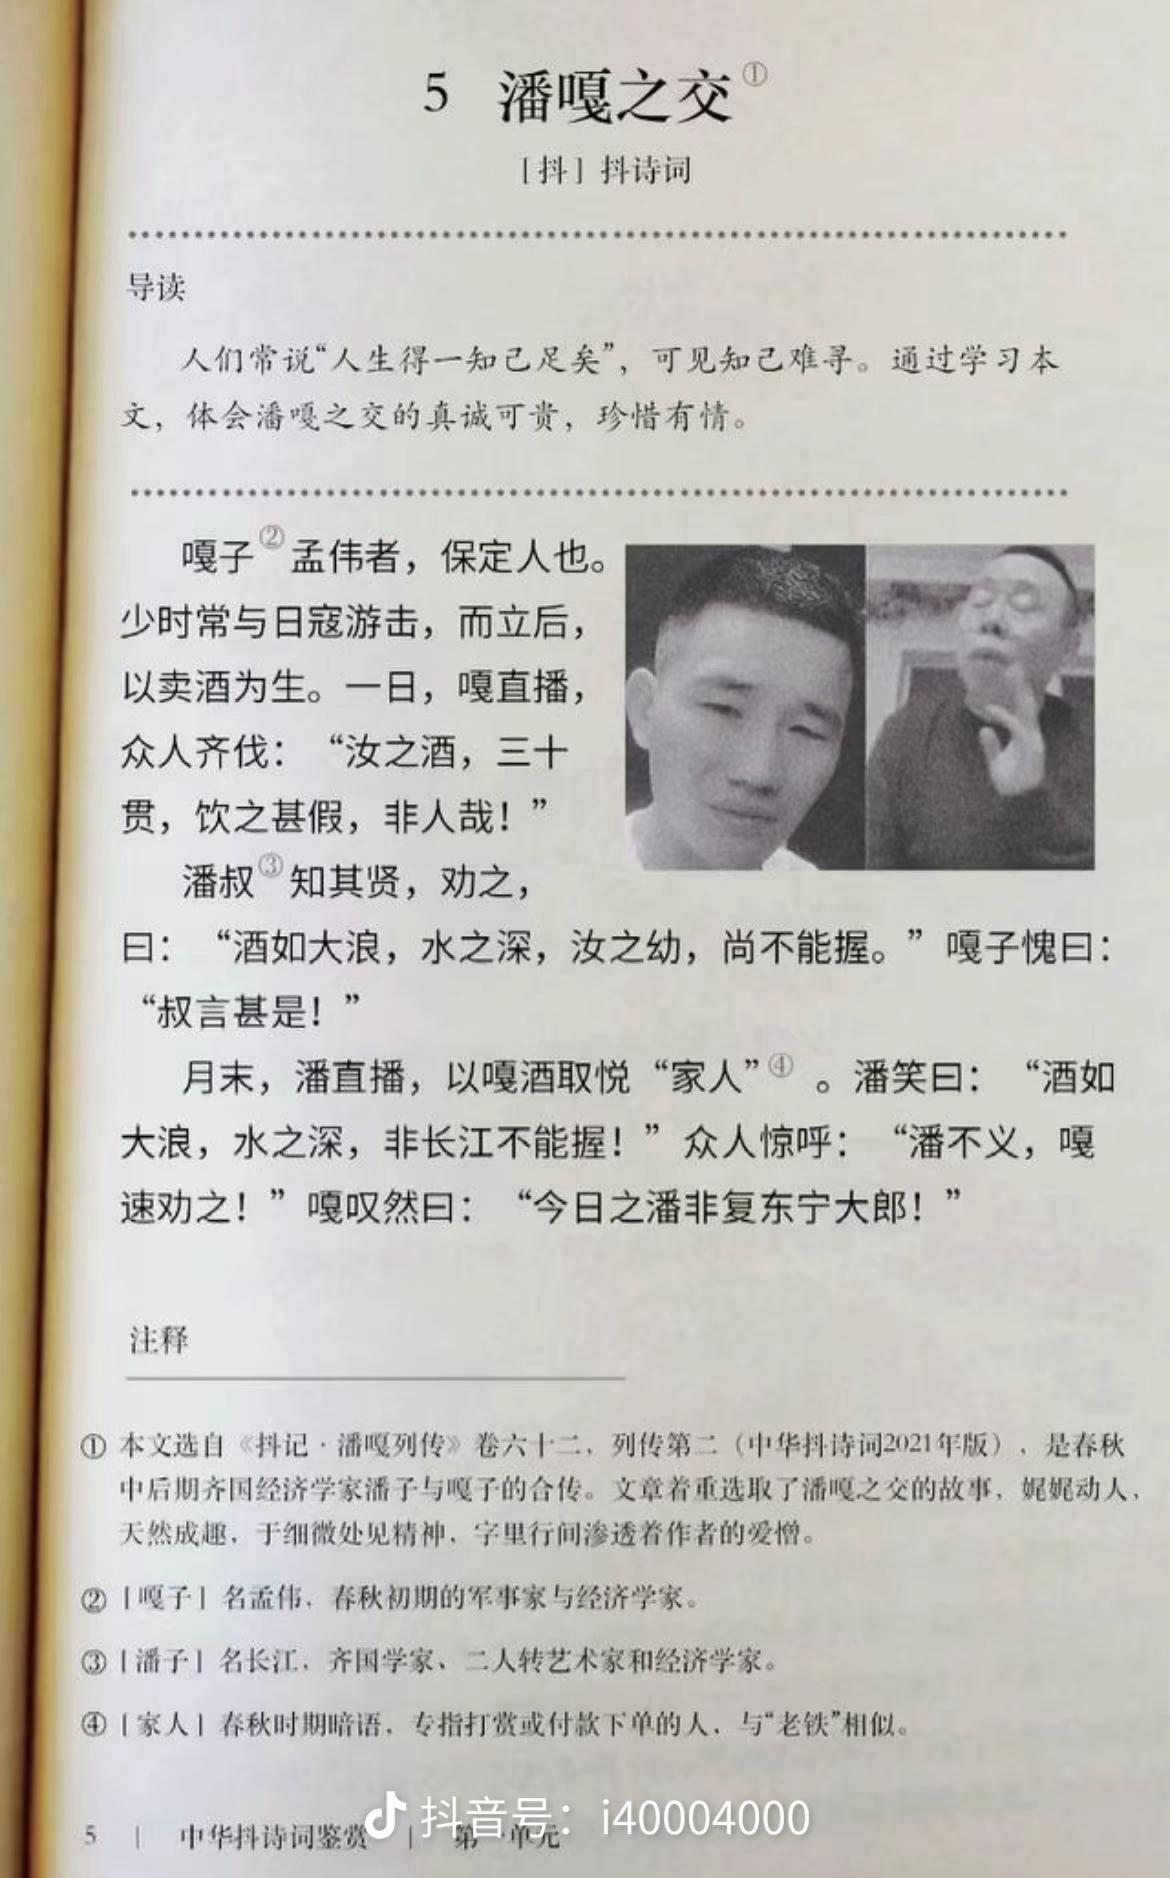 5 潘嘎之交①
[抖] 抖诗词
导读
人们常说“人生得一知己足矣”，可见知己难寻。通过学习本
文，体会潘嘎之交的真诚可贵，珍惜有情。
嘎子②孟伟者，保定人也。
少时常与日寇游击，而立后，
以卖酒为生。一日，嘎直播，
众人齐伐：“汝之酒，三十
贯，饮之甚假，非人哉！”
潘叔③知其贤，劝之，
曰：“酒如大浪，水之深，汝之幼，尚不能握。”嘎子愧曰：
“叔言甚是！”
月末，潘直播，以嘎酒取悦“家人”④。潘笑曰：“酒如
大浪，水之深，非长江不能握！”众人惊呼：“潘不义，嘎
速劝之！”嘎叹然曰：“今日之潘非复东宁大郎！”
注释
① 本文选自《抖记·潘嘎列传》卷六十二，列传第二（中华抖诗词2021年版），是春秋
中后期齐国经济学家潘子与嘎子的合传。文章着重选取了潘嘎之交的故事，娓娓动人，
天然成趣，于细微处见精神，字里行间渗透着作者的爱憎。
② [嘎子] 名孟伟，春秋初期的军事家与经济学家。
③ [潘子] 名长江，齐国学家、二人转艺术家和经济学家。
④ [家人] 春秋时期暗语，专指打赏或付款下单的人，与“老铁”相似。
抖音号：i40004000
5 | 中华抖诗词鉴赏 | 第一单元